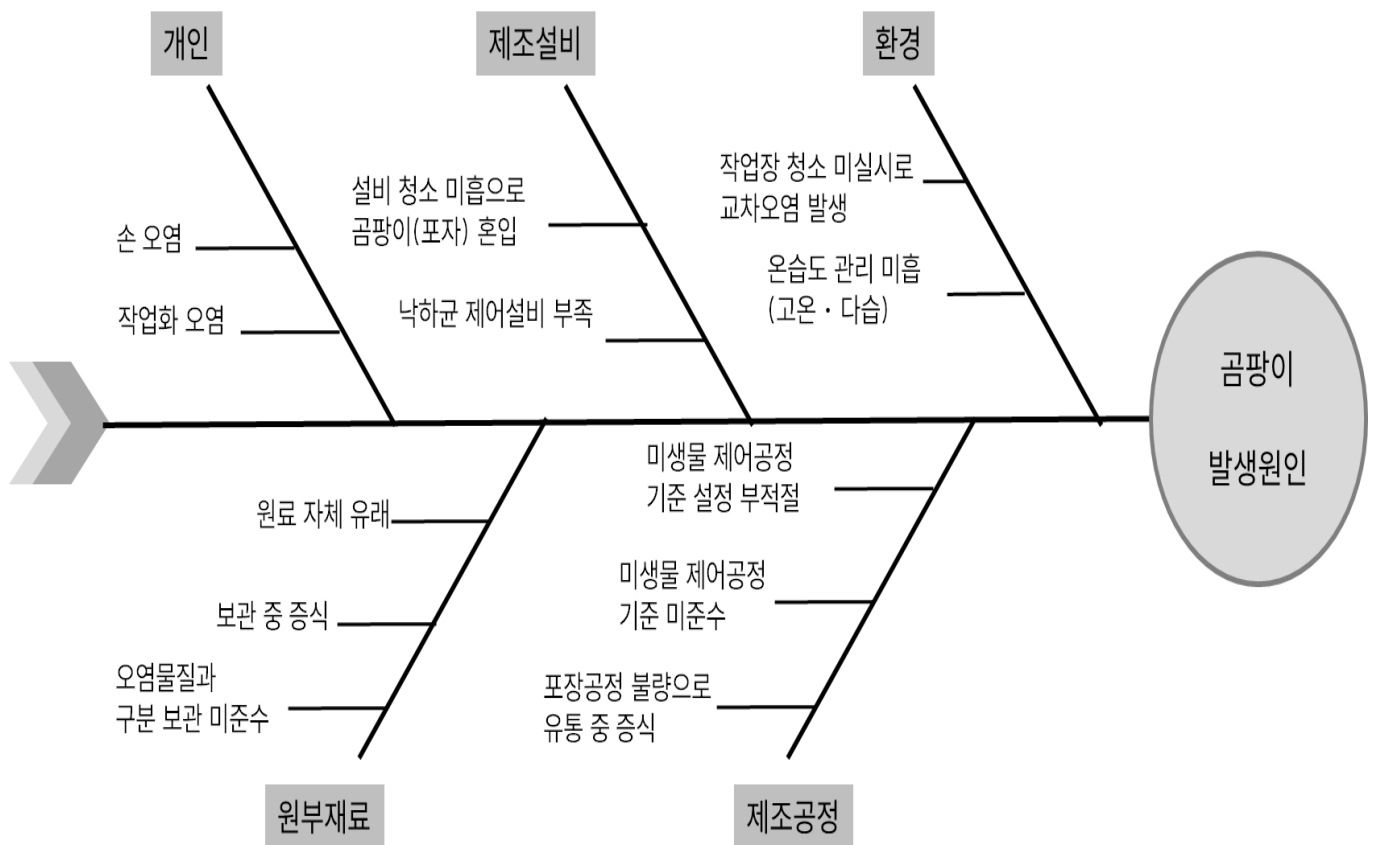 개인
제조설비
환경
손 오염
작업화 오염
설비 청소 미흡으로
곰팡이(포자) 혼입
낙하균 제어설비 부족
작업장 청소 미실시로
교차오염 발생
온습도 관리 미흡
(고온・다습)
곰팡이
발생원인
원료 자체 유래
보관 중 증식
오염물질과
구분 보관 미준수
미생물 제어공정
기준 설정 부적절
미생물 제어공정
기준 미준수
포장공정 불량으로
유통 중 증식
원부재료
제조공정